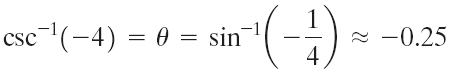 csc⁻¹(−4) = θ = sin⁻¹(−1/4) ≈ −0.25